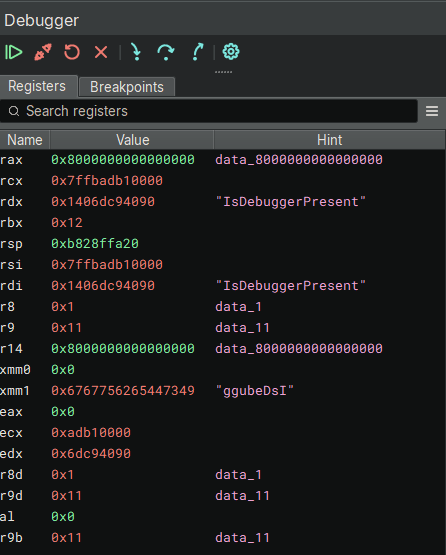 Debugger
Registers Breakpoints
Search registers
Name Value Hint
rax 0x8000000000000000 data_8000000000000000
rcx 0x7ffbadb10000
rdx 0x1406dc94090 "IsDebuggerPresent"
rbx 0x12
rsp 0xb828ffa20
rsi 0x7ffbadb10000
rdi 0x1406dc94090 "IsDebuggerPresent"
r8 0x1 data_1
r9 0x11 data_11
r14 0x8000000000000000 data_8000000000000000
xmm0 0x0
xmm1 0x6767756265447349 "ggubeDsI"
eax 0x0
ecx 0xadb10000
edx 0x6dc94090
r8d 0x1 data_1
r9d 0x11 data_11
al 0x0
r9b 0x11 data_11